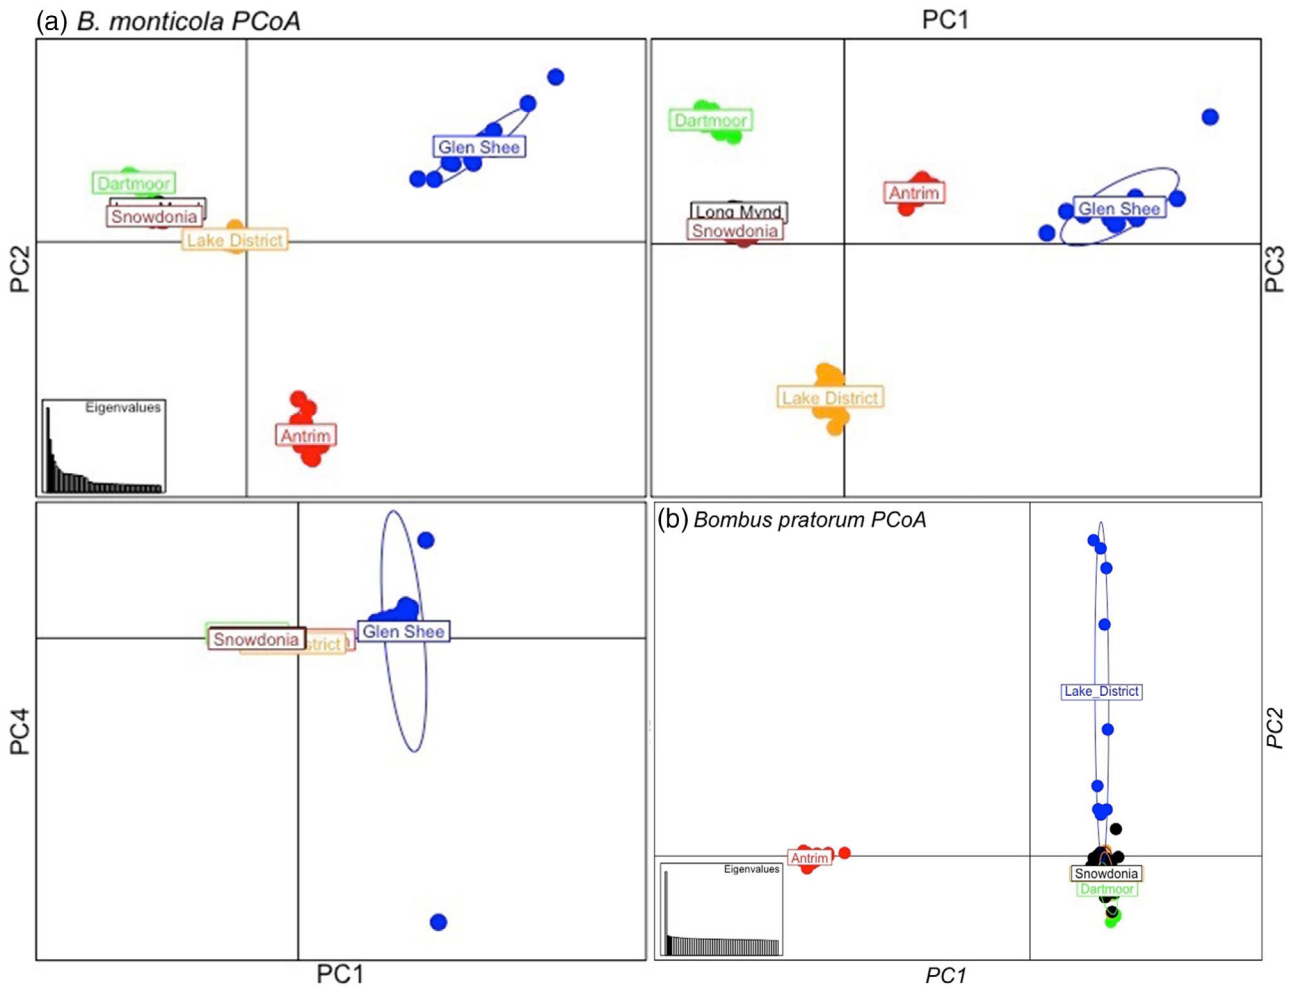 (a) B. monticola PCoA
PC1
Dartmoor
Snowdonia
Lake District
Glen Shee
Antrim
Eigenvalues
PC2
Dartmoor
Long Mynd
Snowdonia
Antrim
Glen Shee
Lake District
PC3
Snowdonia
Glen Shee
PC4
PC1
(b) Bombus pratorum PCoA
Lake_District
Antrim
Snowdonia
Dartmoor
Eigenvalues
PC2
PC1